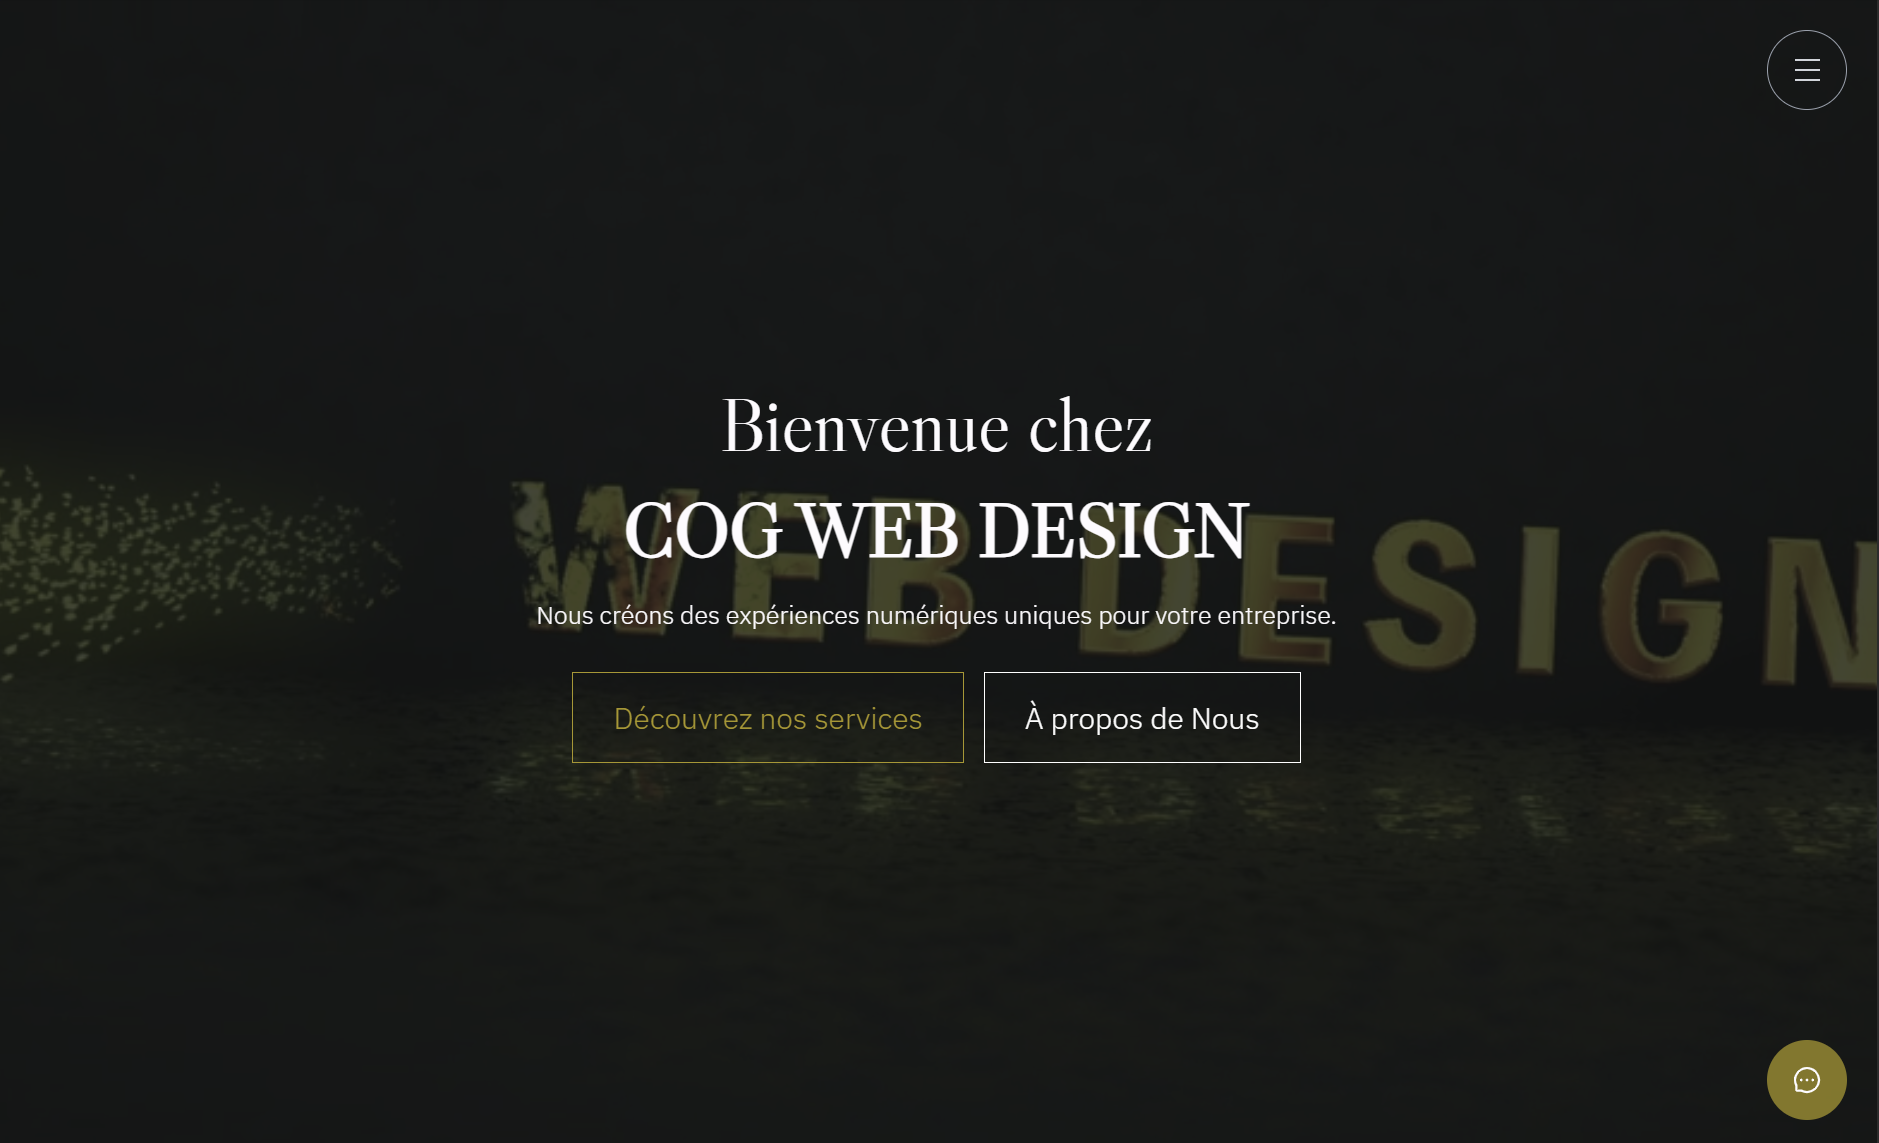 Bienvenue chez
COG WEB DESIGN
WEB DESIGN
Nous créons des expériences numériques uniques pour votre entreprise.
Découvrez nos services
À propos de Nous